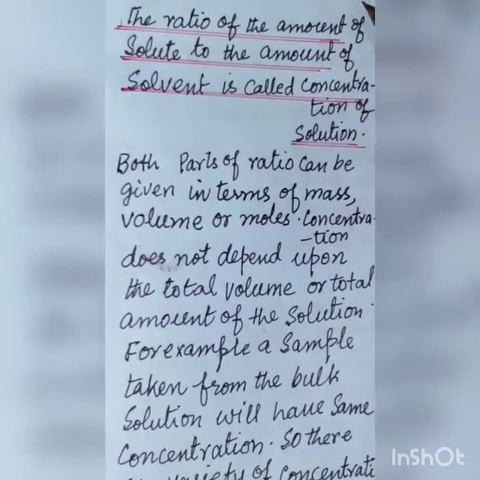 The ratio of the amount of
Solute to the amount of
Solvent is called Concentra-
tion of
Solution.
Both Parts of ratio can be
given in terms of mass,
volume or moles. Concentra-
-tion
does not depend upon
the total volume or total
amount of the Solution.
For example a Sample
taken from the bulk
Solution will have Same
Concentration. So there
variety of Concentrati
InShOt